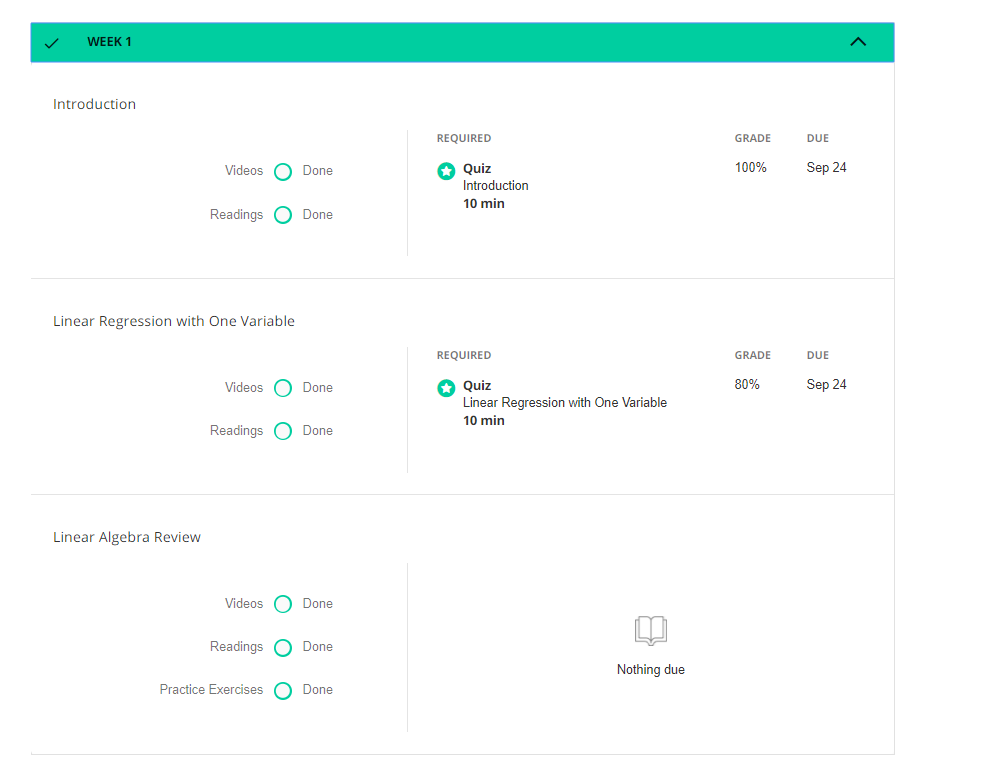 WEEK 1
Introduction
Videos Done
Readings Done
REQUIRED GRADE DUE
Quiz 100% Sep 24
Introduction
10 min
Linear Regression with One Variable
Videos Done
Readings Done
REQUIRED GRADE DUE
Quiz 80% Sep 24
Linear Regression with One Variable
10 min
Linear Algebra Review
Videos Done
Readings Done
Practice Exercises Done
Nothing due